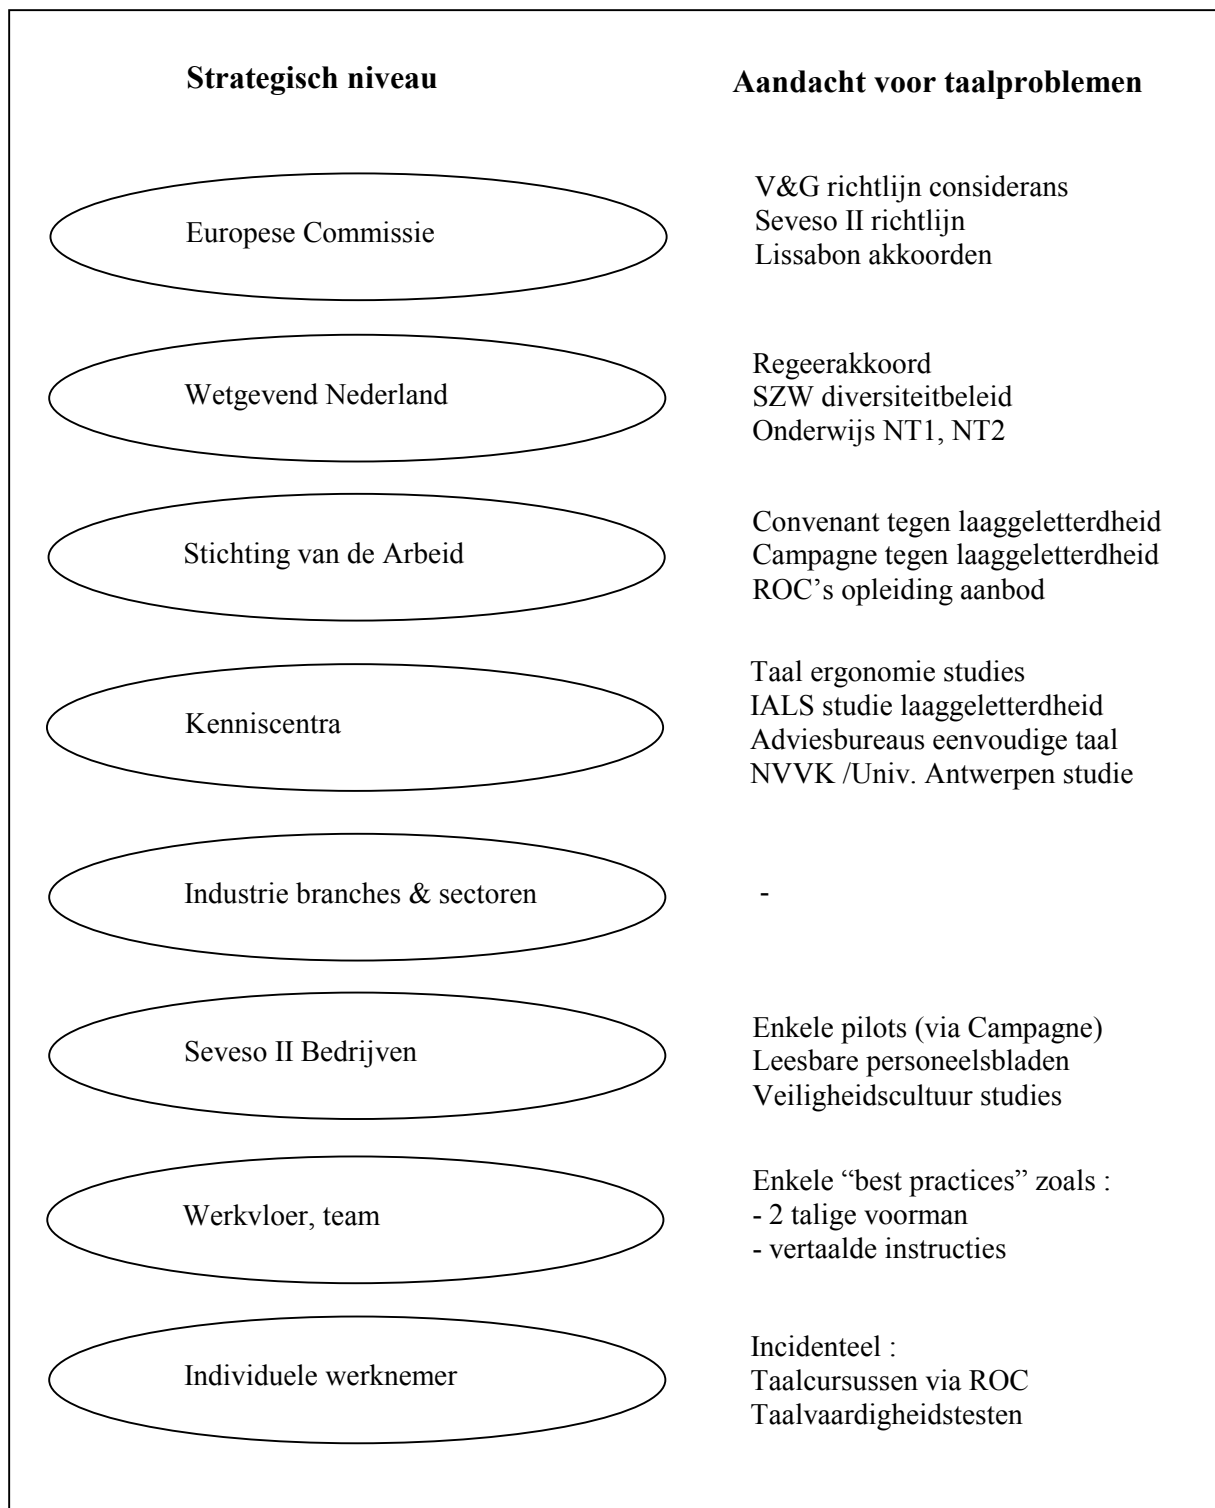 Strategisch niveau
Aandacht voor taalproblemen
Europese Commissie
V&G richtlijn considerans
Seveso II richtlijn
Lissabon akkoorden
Wetgevend Nederland
Regeerakkoord
SZW diversiteitbeleid
Onderwijs NT1, NT2
Stichting van de Arbeid
Convenant tegen laaggeletterdheid
Campagne tegen laaggeletterdheid
ROC’s opleiding aanbod
Kenniscentra
Taal ergonomie studies
IALS studie laaggeletterdheid
Adviesbureaus eenvoudige taal
NVVK /Univ. Antwerpen studie
Industrie branches & sectoren
-
Seveso II Bedrijven
Enkele pilots (via Campagne)
Leesbare personeelsbladen
Veiligheidscultuur studies
Werkvloer, team
Enkele “best practices” zoals :
- 2 talige voorman
- vertaalde instructies
Individuele werknemer
Incidenteel :
Taalcursussen via ROC
Taalvaardigheidstesten